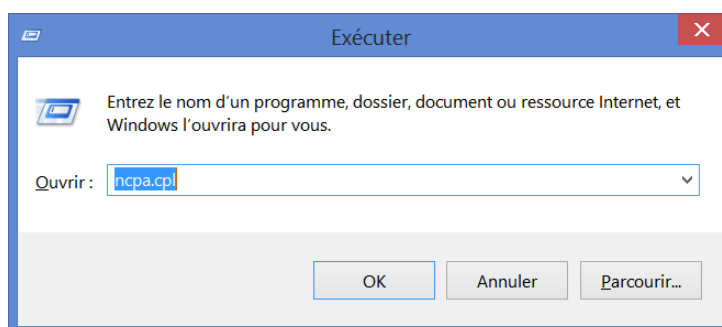 Exécuter
Entrez le nom d'un programme, dossier, document ou ressource Internet, et
Windows l'ouvrira pour vous.
Ouvrir : ncpa.cpl
OK Annuler Parcourir...